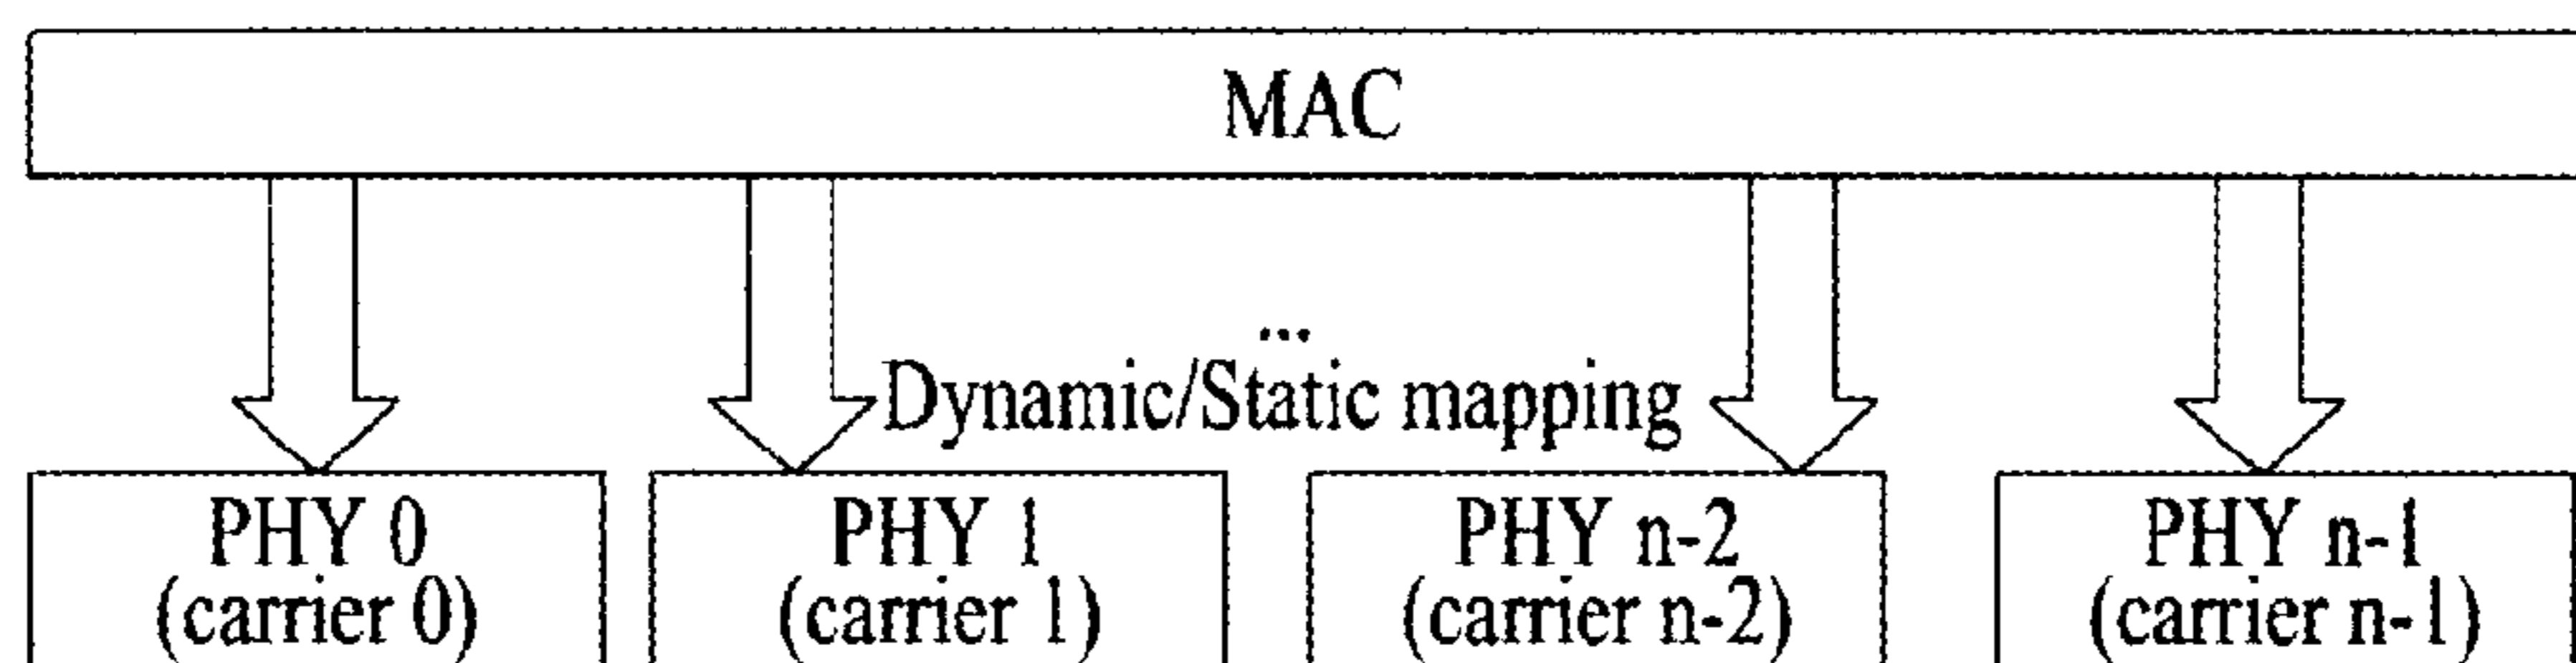 MAC
...
Dynamic/Static mapping
PHY 0
(carrier 0)
PHY 1
(carrier 1)
PHY n-2
(carrier n-2)
PHY n-1
(carrier n-1)